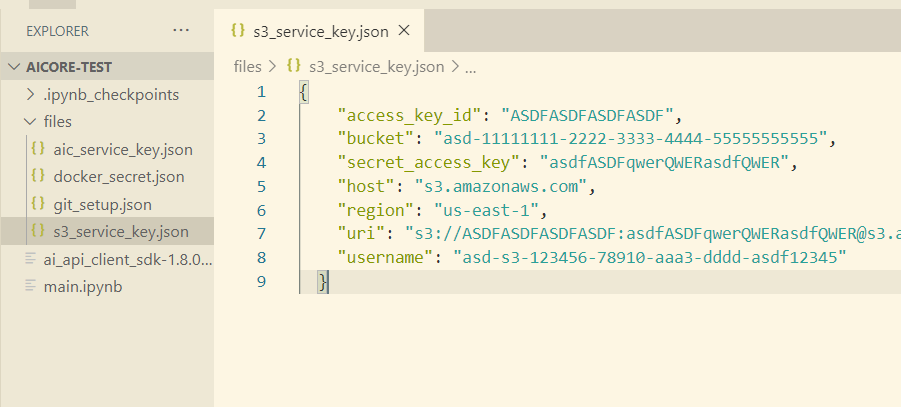 EXPLORER ...
AICORE-TEST
.ipynb_checkpoints
files
aic_service_key.json
docker_secret.json
git_setup.json
s3_service_key.json
ai_api_client_sdk-1.8.0...
main.ipynb
{} s3_service_key.json ×
files > {} s3_service_key.json > ...
1 {
2 "access_key_id": "ASDFASDFASDFASDF",
3 "bucket": "asd-11111111-2222-3333-4444-55555555555",
4 "secret_access_key": "asdfASDFqwerQWERasdfQWER",
5 "host": "s3.amazonaws.com",
6 "region": "us-east-1",
7 "uri": "s3://ASDFASDFASDFASDF:asdfASDFqwerQWERasdfQWER@s3.a
8 "username": "asd-s3-123456-78910-aaa3-dddd-asdf12345"
9 }